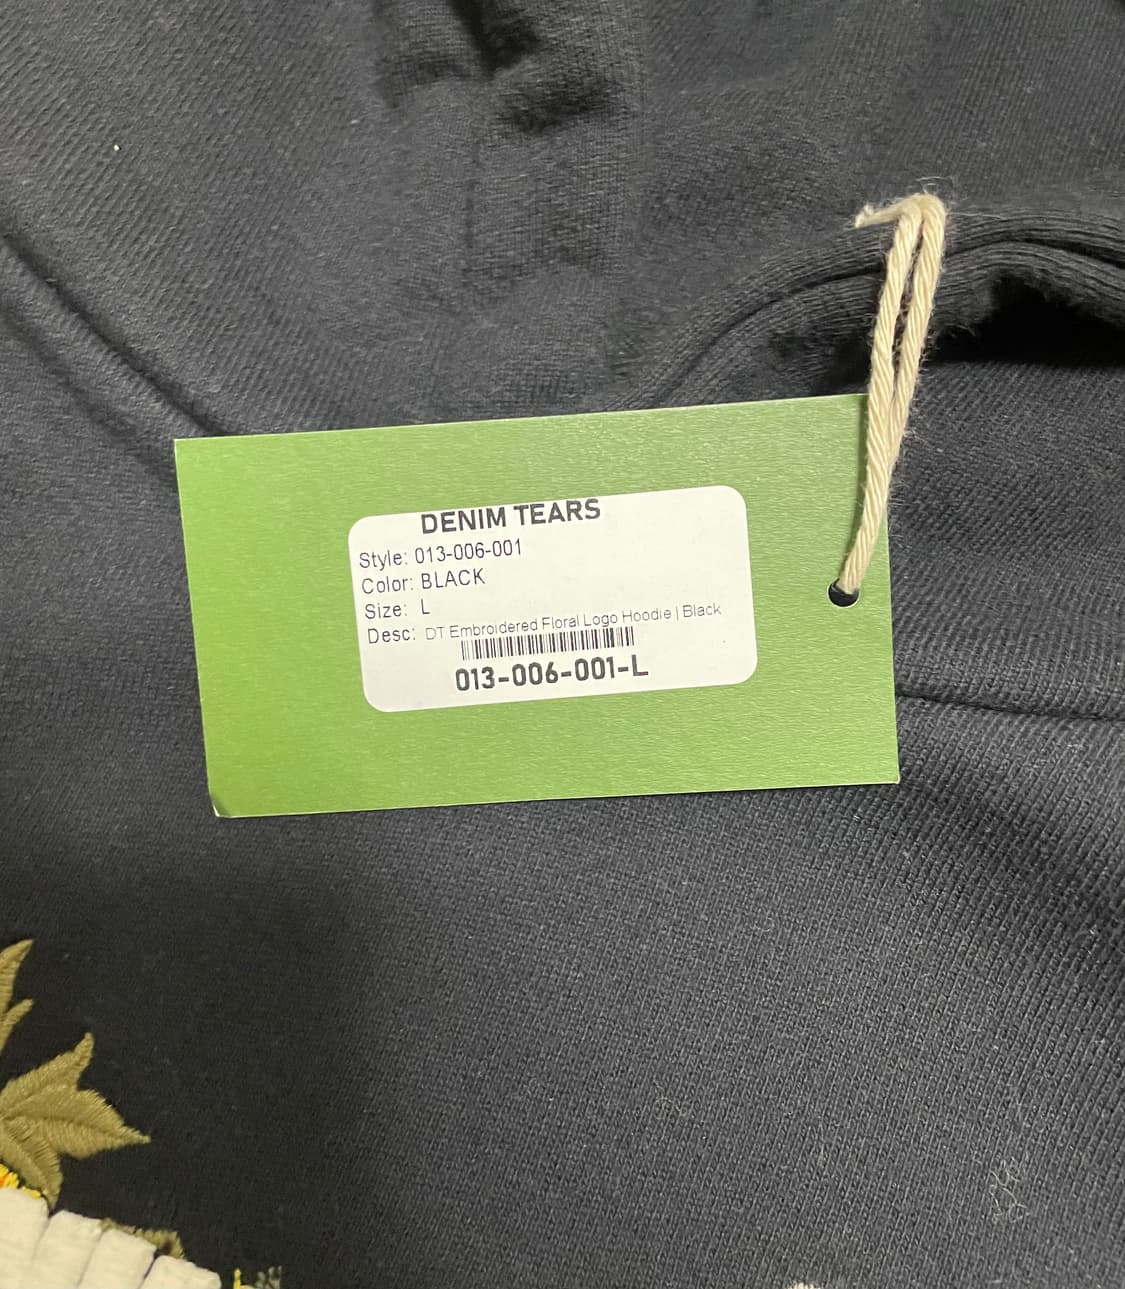 DENIM TEARS
Style: 013-006-001
Color: BLACK
Size: L
Desc: DT Embroidered Floral Logo Hoodie | Black
013-006-001-L